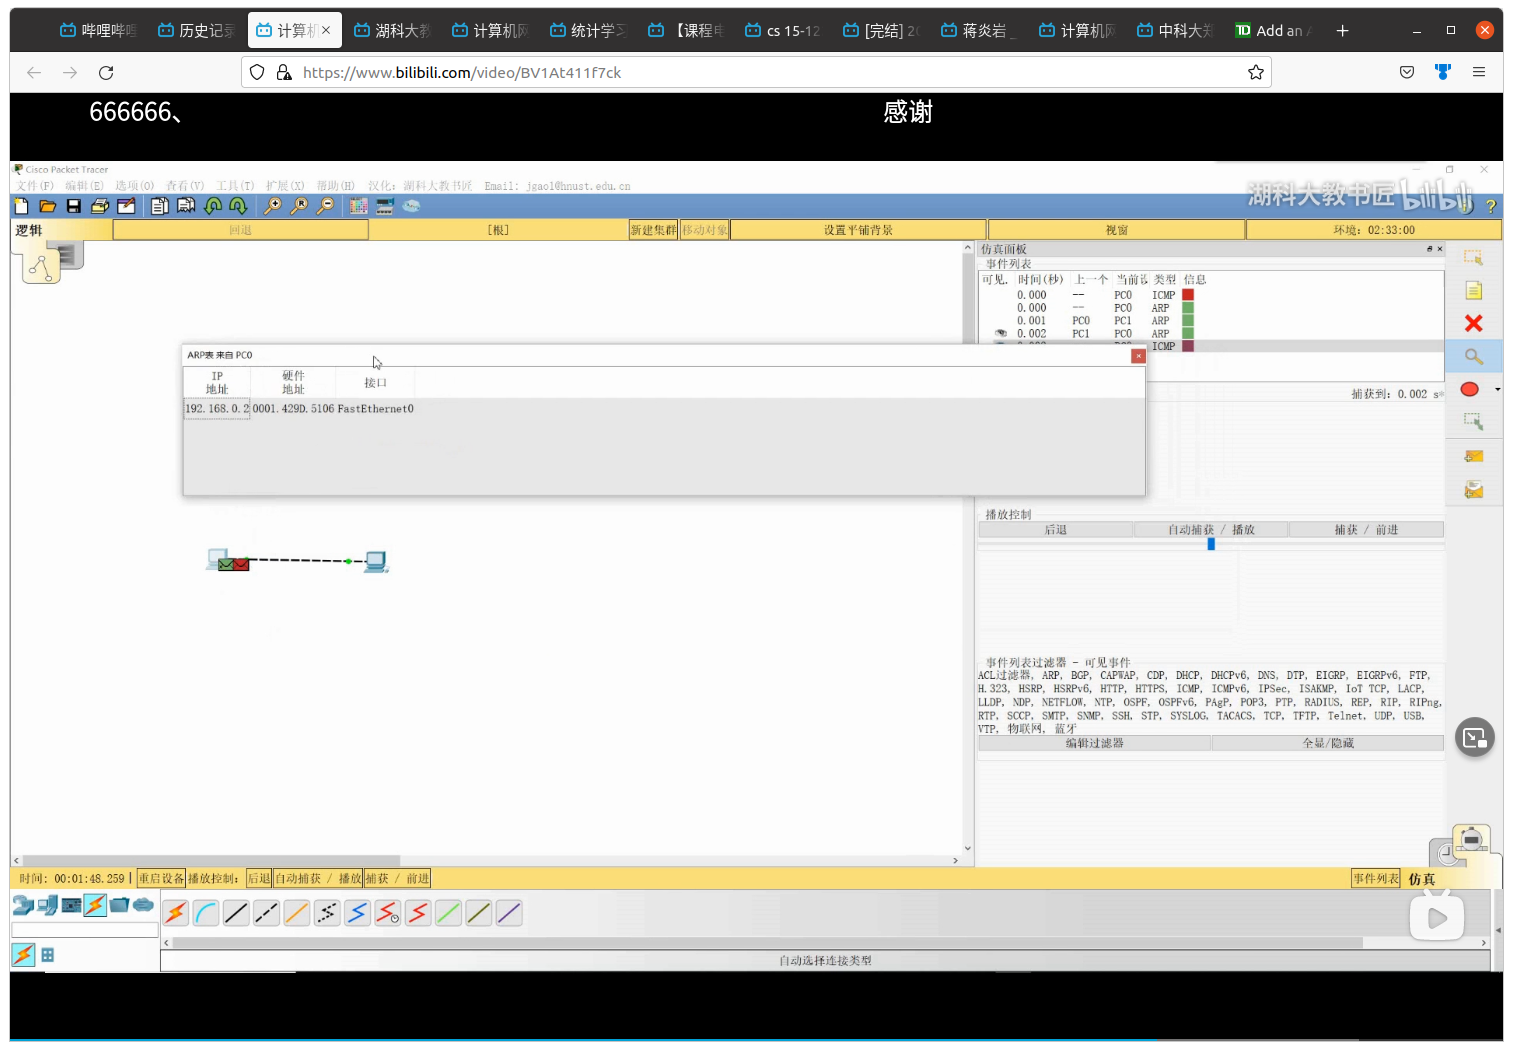 哔哩哔哩
历史记录
计算机
湖科大教
计算机网
统计学习
【课程
cs 15-12
[完结] 20
蒋炎岩
计算机网
中科大郑
Add an
https://www.bilibili.com/video/BV1At411f7ck
666666、
感谢
Cisco Packet Tracer
文件(F) 编辑(E) 选项(O) 查看(V) 工具(T) 扩展(X) 帮助(H) 汉化: 湖科大教书匠 Email: jgaol@hnust.edu.cn
湖科大教书匠 bilibili
逻辑
回退
[根]
新建集群
移动对象
设置平铺背景
视窗
环境: 02:33:00
仿真面板
事件列表
可见. 时间(秒) 上一个 当前设 类型 信息
0.000 -- PC0 ICMP
0.000 -- PC0 ARP
0.001 PC0 PC1 ARP
0.002 PC1 PC0 ARP
ICMP
ARP表 来自 PC0
IP 地址
硬件 地址
接口
192.168.0.2 0001.429D.5106 FastEthernet0
捕获到: 0.002 s*
播放控制
后退
自动捕获 / 播放
捕获 / 前进
事件列表过滤器 - 可见事件
ACL过滤器, ARP, BGP, CAPWAP, CDP, DHCP, DHCPv6, DNS, DTP, EIGRP, EIGRPv6, FTP,
H.323, HSRP, HSRPv6, HTTP, HTTPS, ICMP, ICMPv6, IPSec, ISAKMP, IoT TCP, LACP,
LLDP, NDP, NETFLOW, NTP, OSPF, OSPFv6, PAgP, POP3, PTP, RADIUS, REP, RIP, RIPng,
RTP, SCCP, SMTP, SNMP, SSH, STP, SYSLOG, TACACS, TCP, TFTP, Telnet, UDP, USB,
VTP, 物联网, 蓝牙
编辑过滤器
全显/隐藏
时间: 00:01:48.259 重启设备 播放控制: 后退 自动捕获 / 播放 捕获 / 前进
事件列表
仿真
自动选择连接类型